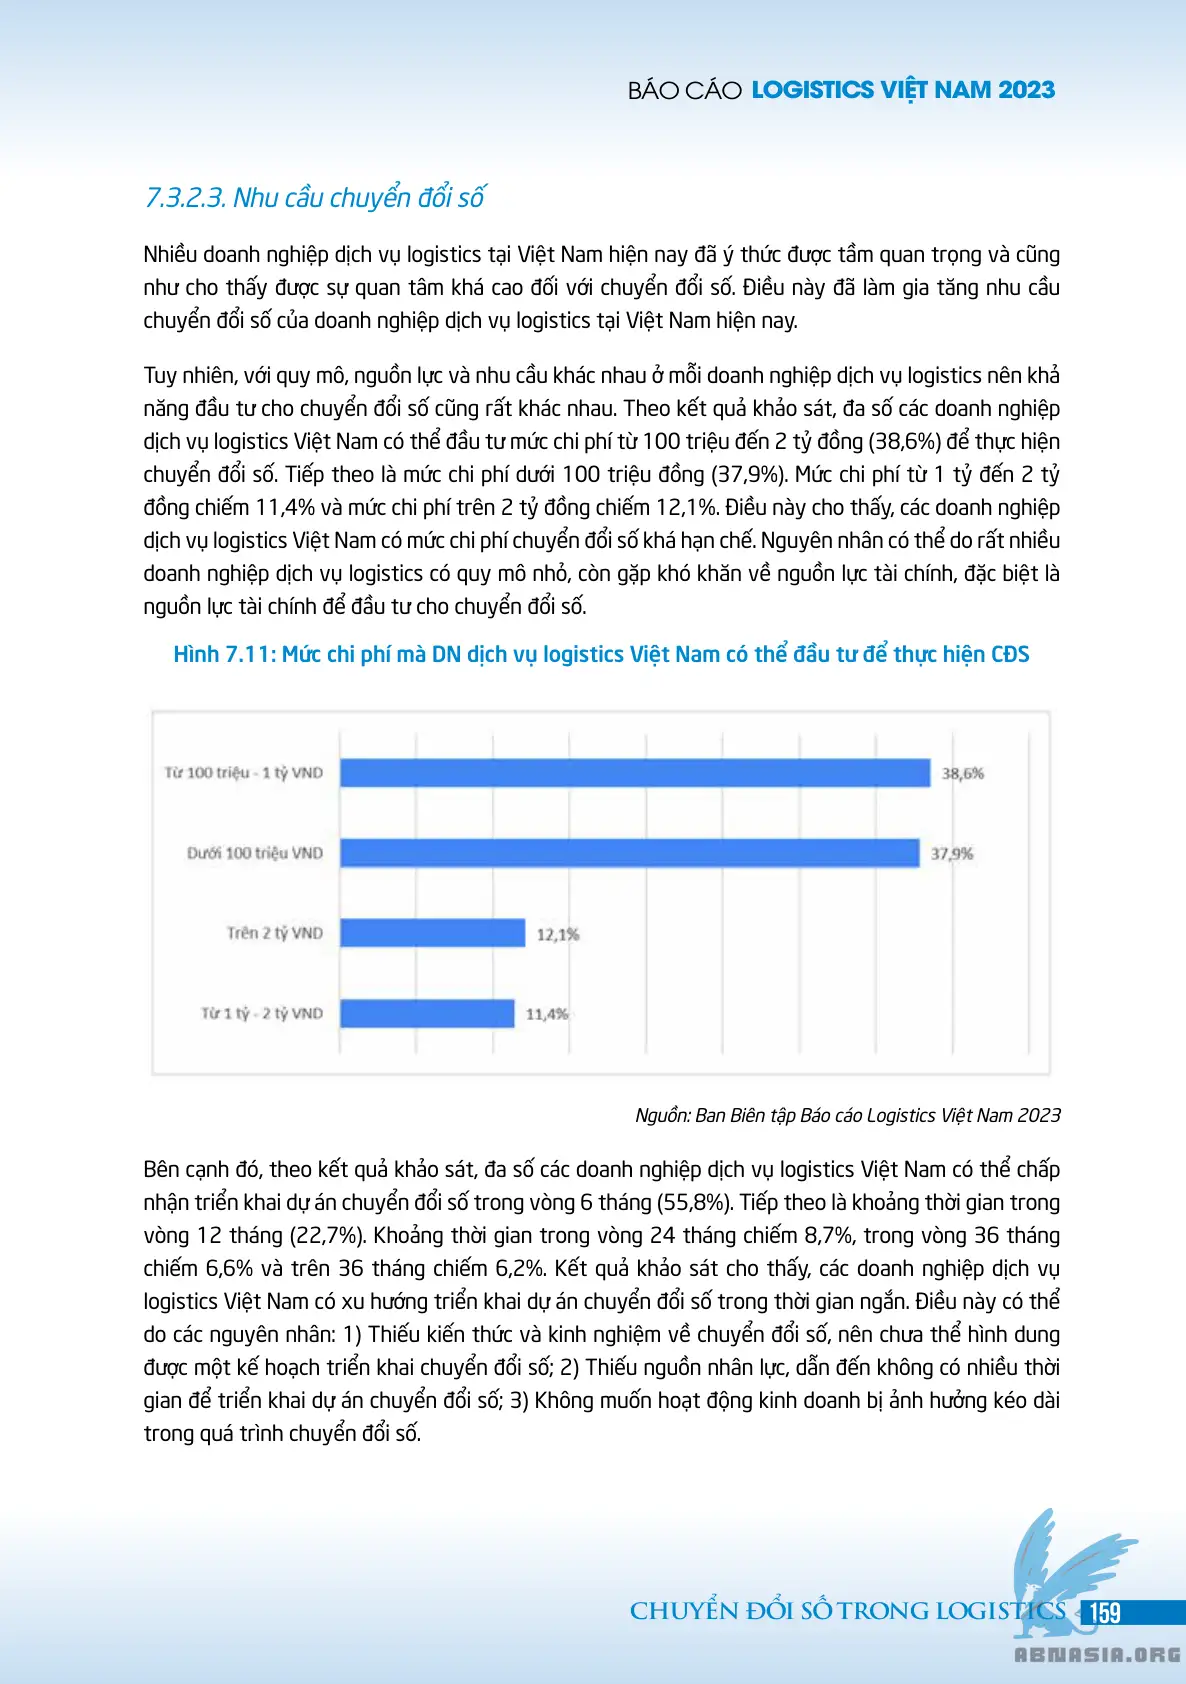 BÁO CÁO LOGISTICS VIỆT NAM 2023
7.3.2.3. Nhu cầu chuyển đổi số
Nhiều doanh nghiệp dịch vụ logistics tại Việt Nam hiện nay đã ý thức được tầm quan trọng và cũng
như cho thấy được sự quan tâm khá cao đối với chuyển đổi số. Điều này đã làm gia tăng nhu cầu
chuyển đổi số của doanh nghiệp dịch vụ logistics tại Việt Nam hiện nay.
Tuy nhiên, với quy mô, nguồn lực và nhu cầu khác nhau ở mỗi doanh nghiệp dịch vụ logistics nên khả
năng đầu tư cho chuyển đổi số cũng rất khác nhau. Theo kết quả khảo sát, đa số các doanh nghiệp
dịch vụ logistics Việt Nam có thể đầu tư mức chi phí từ 100 triệu đến 2 tỷ đồng (38,6%) để thực hiện
chuyển đổi số. Tiếp theo là mức chi phí dưới 100 triệu đồng (37,9%). Mức chi phí từ 1 tỷ đến 2 tỷ
đồng chiếm 11,4% và mức chi phí trên 2 tỷ đồng chiếm 12,1%. Điều này cho thấy, các doanh nghiệp
dịch vụ logistics Việt Nam có mức chi phí chuyển đổi số khá hạn chế. Nguyên nhân có thể do rất nhiều
doanh nghiệp dịch vụ logistics có quy mô nhỏ, còn gặp khó khăn về nguồn lực tài chính, đặc biệt là
nguồn lực tài chính để đầu tư cho chuyển đổi số.
Hình 7.11: Mức chi phí mà DN dịch vụ logistics Việt Nam có thể đầu tư để thực hiện CĐS
Từ 100 triệu - 1 tỷ VND 38,6%
Dưới 100 triệu VND 37,9%
Trên 2 tỷ VND 12,1%
Từ 1 tỷ - 2 tỷ VND 11,4%
Nguồn: Ban Biên tập Báo cáo Logistics Việt Nam 2023
Bên cạnh đó, theo kết quả khảo sát, đa số các doanh nghiệp dịch vụ logistics Việt Nam có thể chấp
nhận triển khai dự án chuyển đổi số trong vòng 6 tháng (55,8%). Tiếp theo là khoảng thời gian trong
vòng 12 tháng (22,7%). Khoảng thời gian trong vòng 24 tháng chiếm 8,7%, trong vòng 36 tháng
chiếm 6,6% và trên 36 tháng chiếm 6,2%. Kết quả khảo sát cho thấy, các doanh nghiệp dịch vụ
logistics Việt Nam có xu hướng triển khai dự án chuyển đổi số trong thời gian ngắn. Điều này có thể
do các nguyên nhân: 1) Thiếu kiến thức và kinh nghiệm về chuyển đổi số, nên chưa thể hình dung
được một kế hoạch triển khai chuyển đổi số; 2) Thiếu nguồn nhân lực, dẫn đến không có nhiều thời
gian để triển khai dự án chuyển đổi số; 3) Không muốn hoạt động kinh doanh bị ảnh hưởng kéo dài
trong quá trình chuyển đổi số.
CHUYỂN ĐỔI SỐ TRONG LOGISTICS 159
ABNASIA.ORG